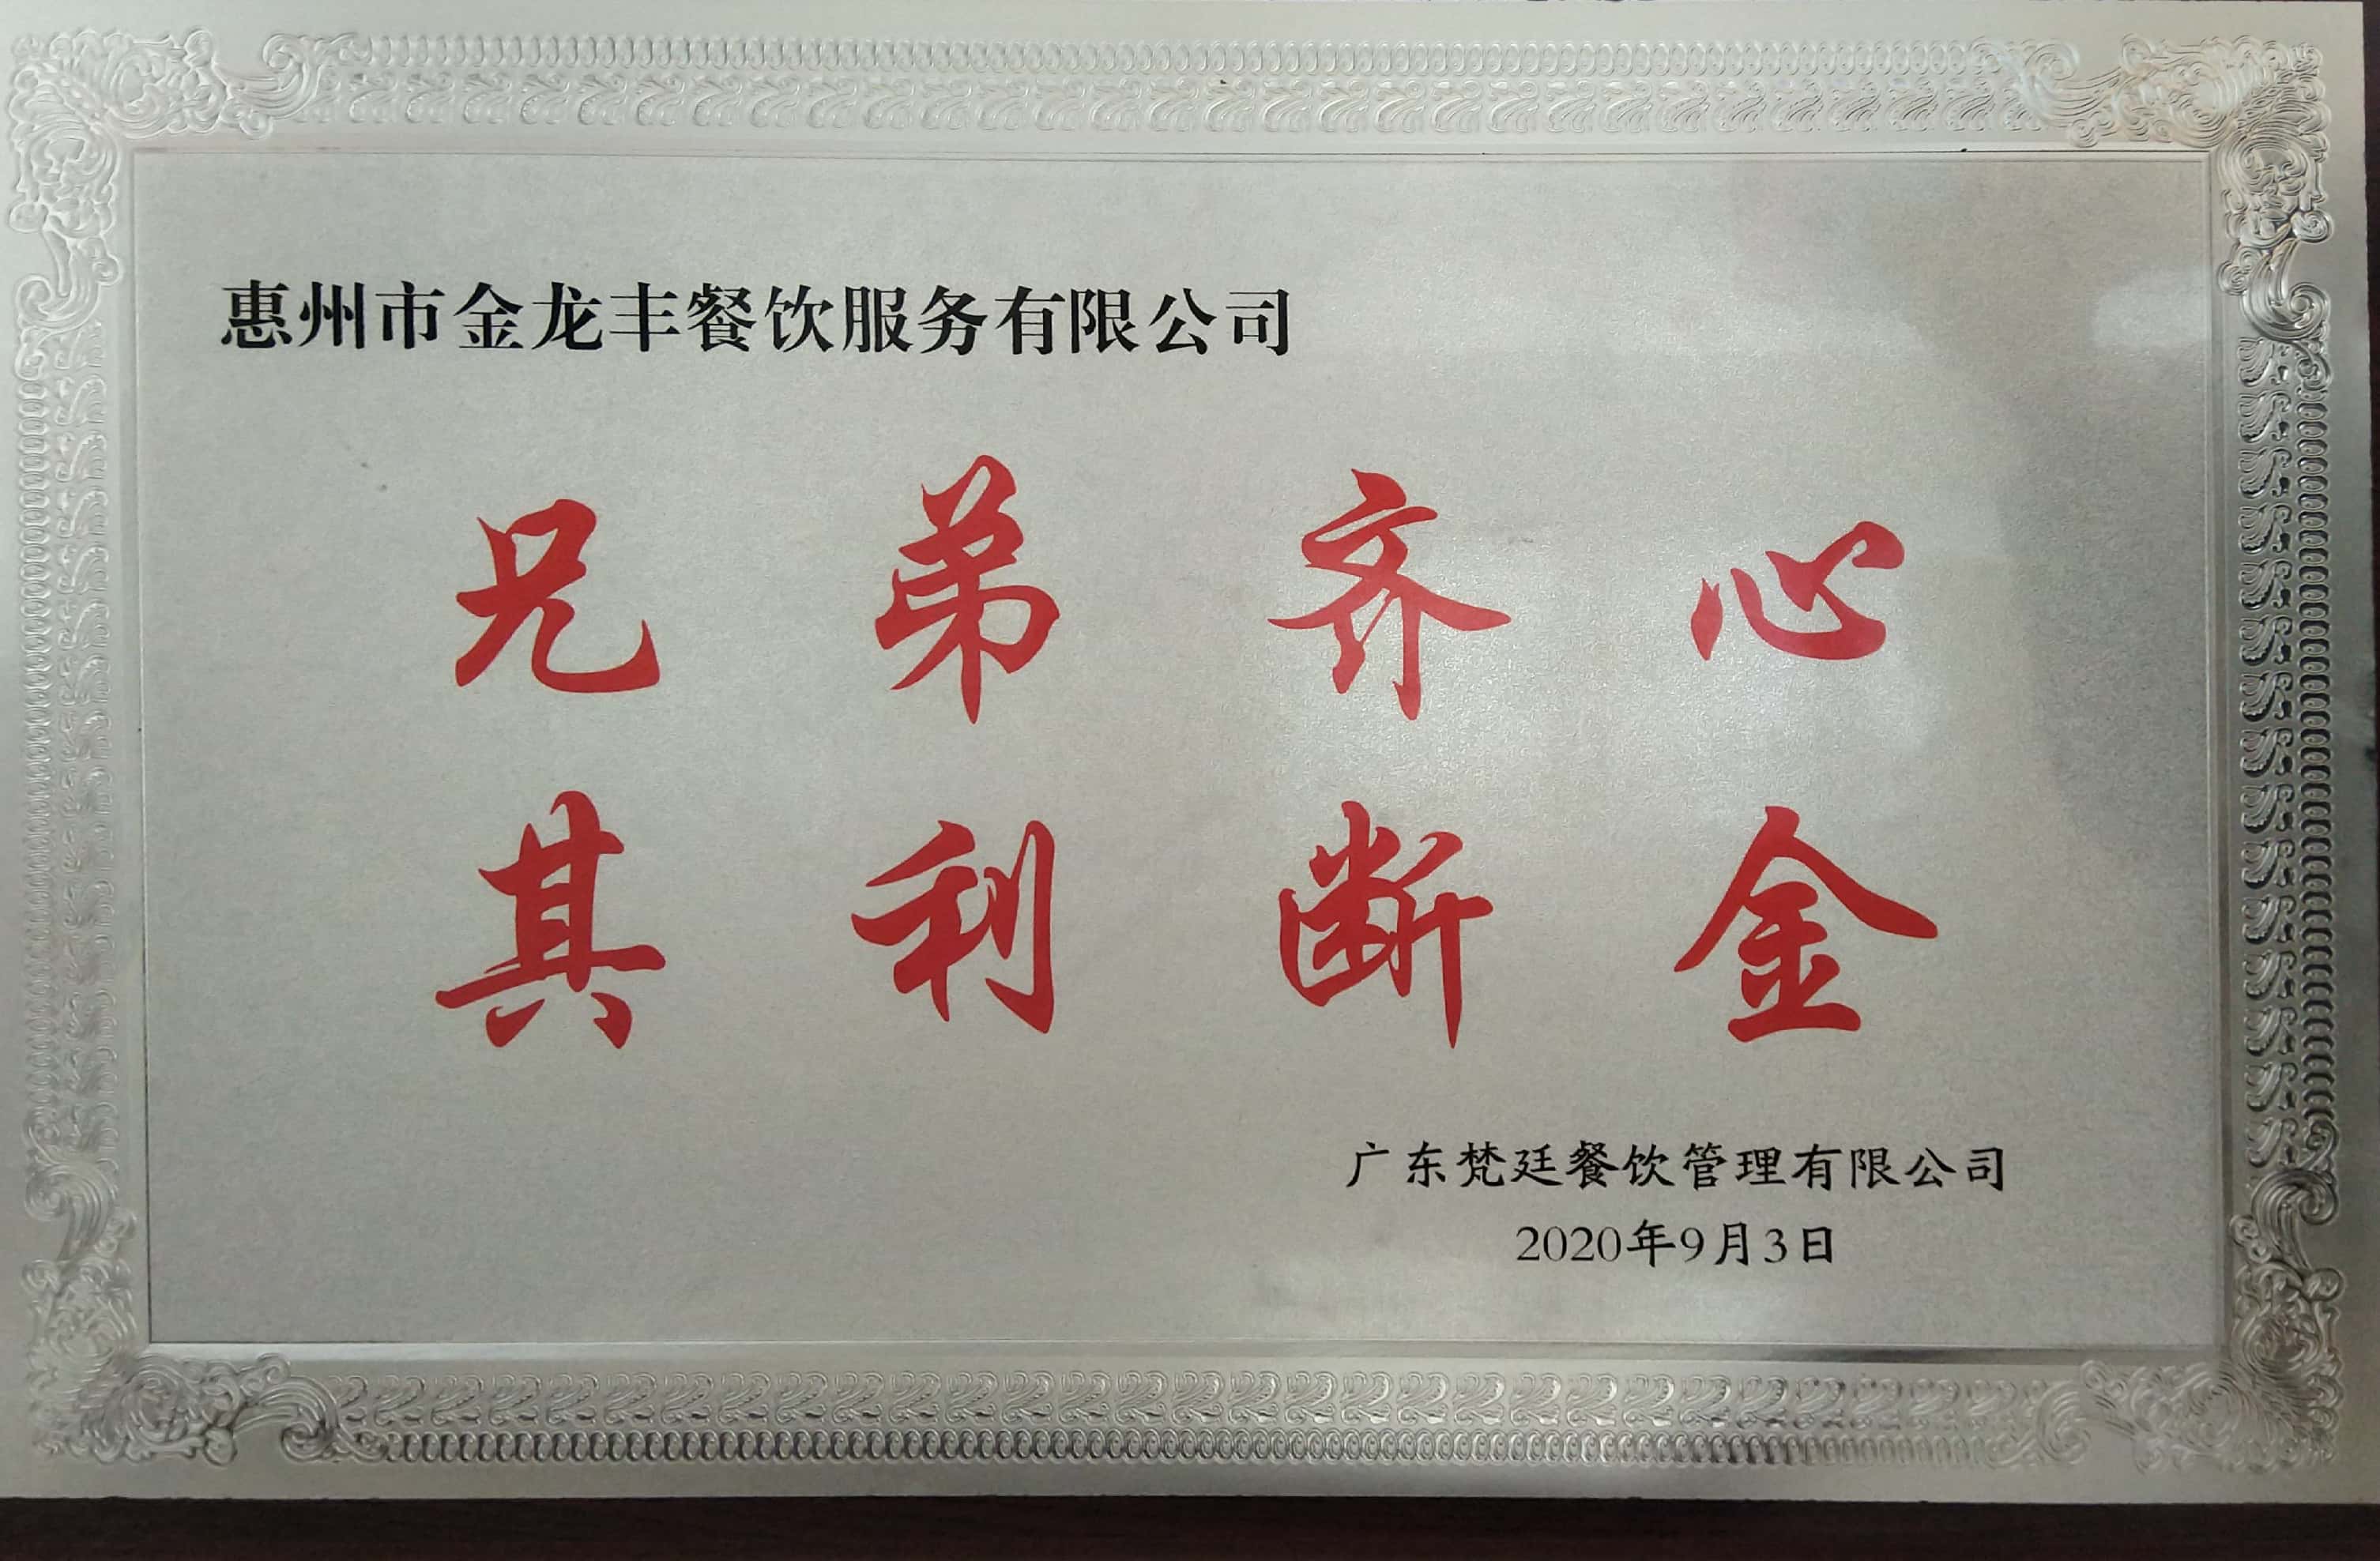 惠州市金龙丰餐饮服务有限公司
兄弟齐心
其利断金
广东梵廷餐饮管理有限公司
2020年9月3日